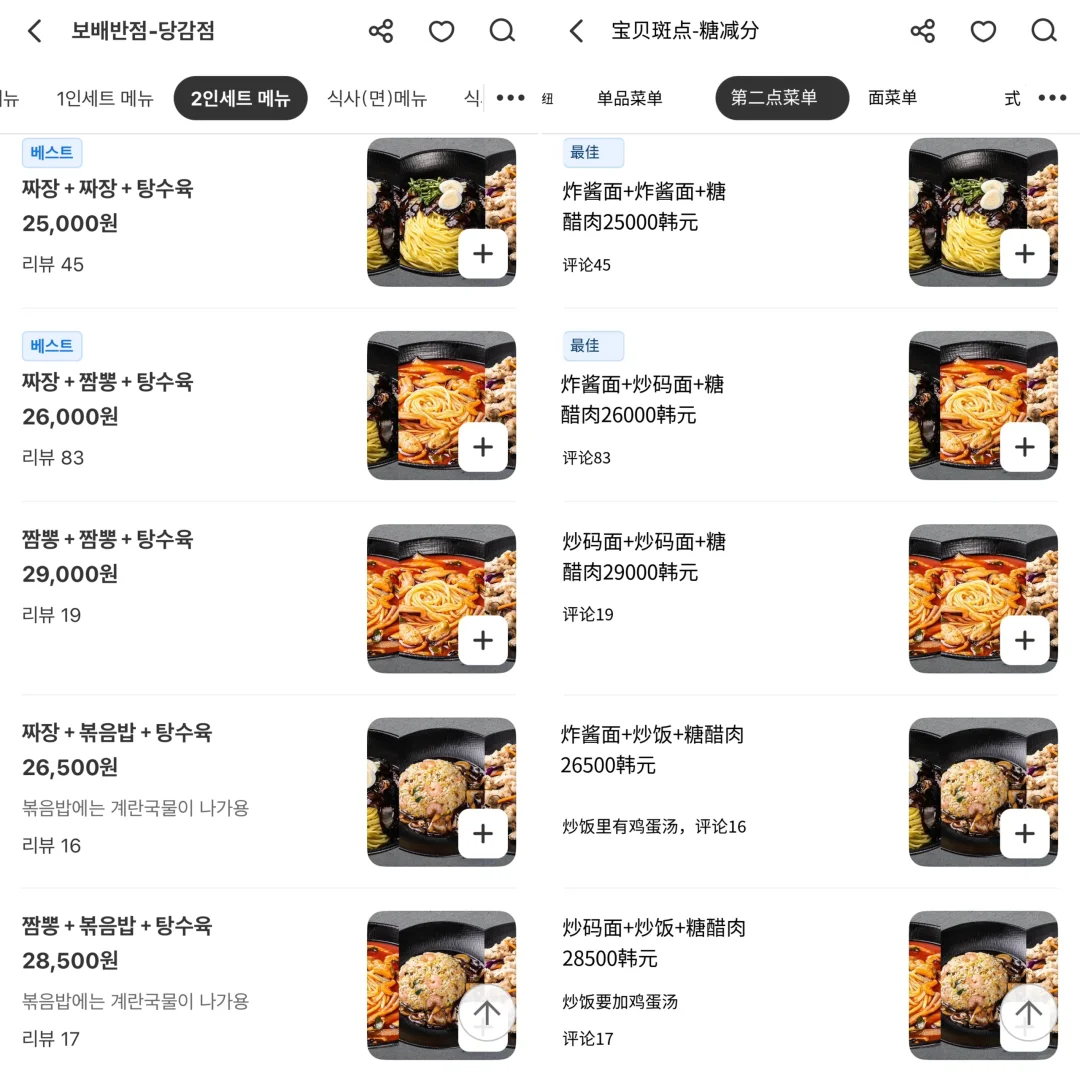 보배반점-당감점
뉴
1인세트 메뉴
2인세트 메뉴
식사(면)메뉴
식
베스트
짜장 + 짜장 + 탕수육
25,000원
리뷰 45
베스트
짜장 + 짬뽕 + 탕수육
26,000원
리뷰 83
짬뽕 + 짬뽕 + 탕수육
29,000원
리뷰 19
짜장 + 볶음밥 + 탕수육
26,500원
볶음밥에는 계란국물이 나가용
리뷰 16
짬뽕 + 볶음밥 + 탕수육
28,500원
볶음밥에는 계란국물이 나가용
리뷰 17
宝贝斑点-糖减分
纽
单品菜单
第二点菜单
面菜单
式
最佳
炸酱面+炸酱面+糖
醋肉25000韩元
评论45
最佳
炸酱面+炒码面+糖
醋肉26000韩元
评论83
炒码面+炒码面+糖
醋肉29000韩元
评论19
炸酱面+炒饭+糖醋肉
26500韩元
炒饭里有鸡蛋汤，评论16
炒码面+炒饭+糖醋肉
28500韩元
炒饭要加鸡蛋汤
评论17